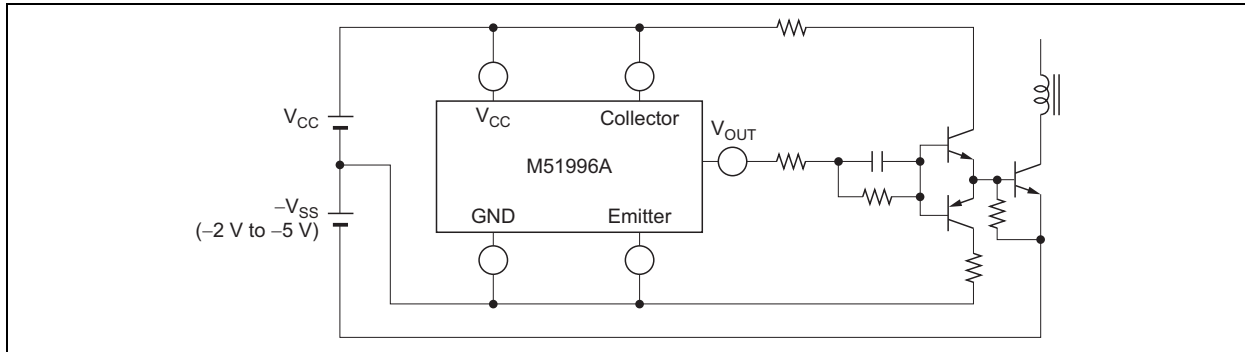 V_CC
V_CC
Collector
V_OUT
M51996A
–V_SS
(–2 V to –5 V)
GND
Emitter